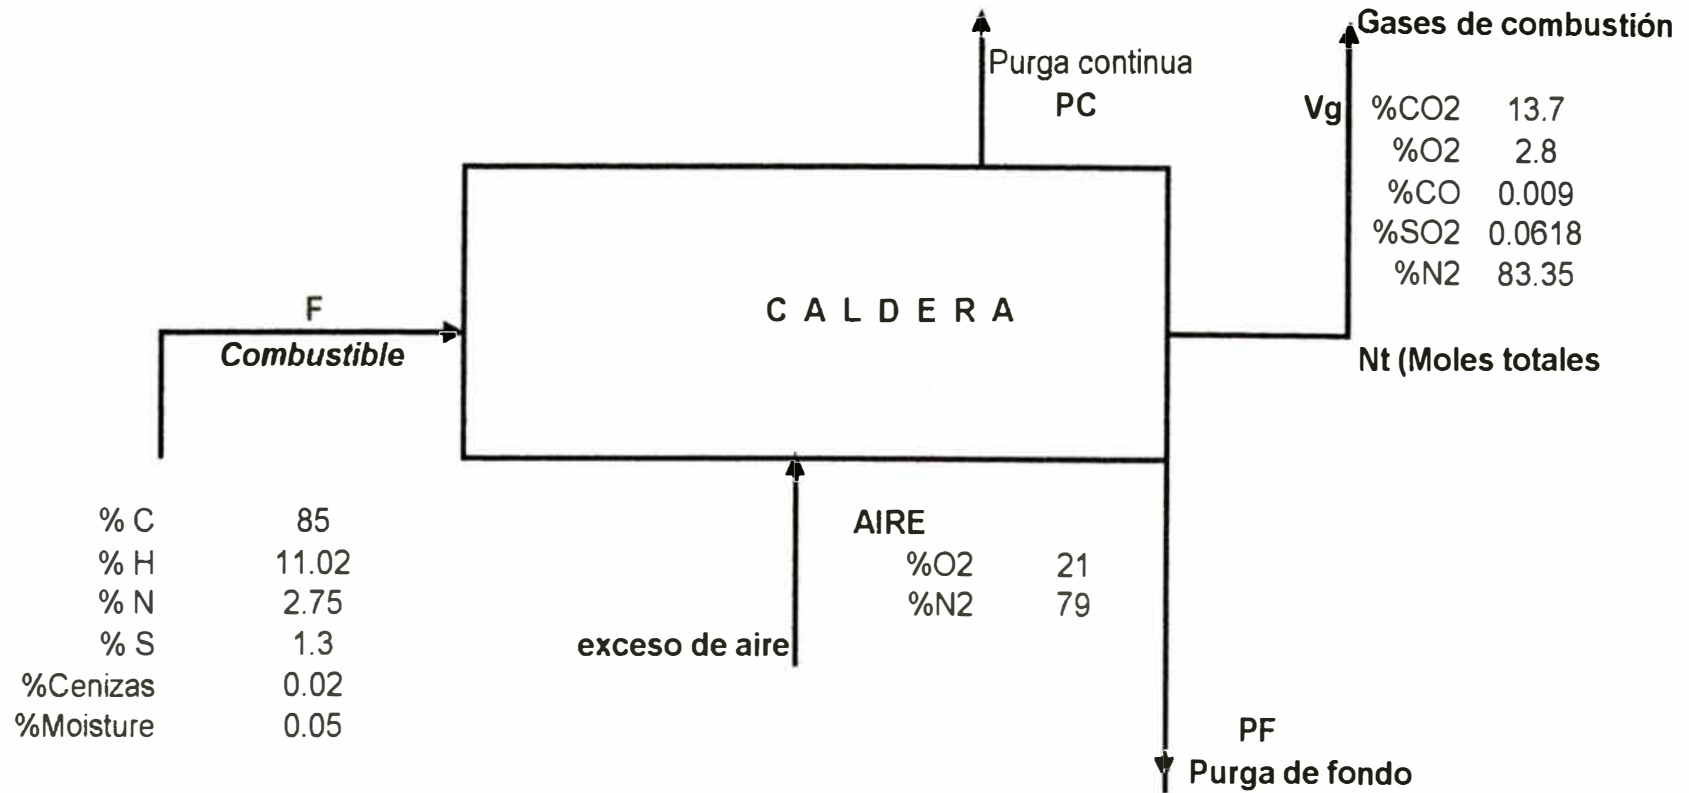 Gases de combustión
Purga continua
PC
Vg
%CO2 13.7
%O2 2.8
%CO 0.009
%SO2 0.0618
%N2 83.35
F
Combustible
C A L D E R A
Nt (Moles totales
% C 85
% H 11.02
% N 2.75
% S 1.3
%Cenizas 0.02
%Moisture 0.05
AIRE
%O2 21
%N2 79
exceso de aire
PF
Purga de fondo